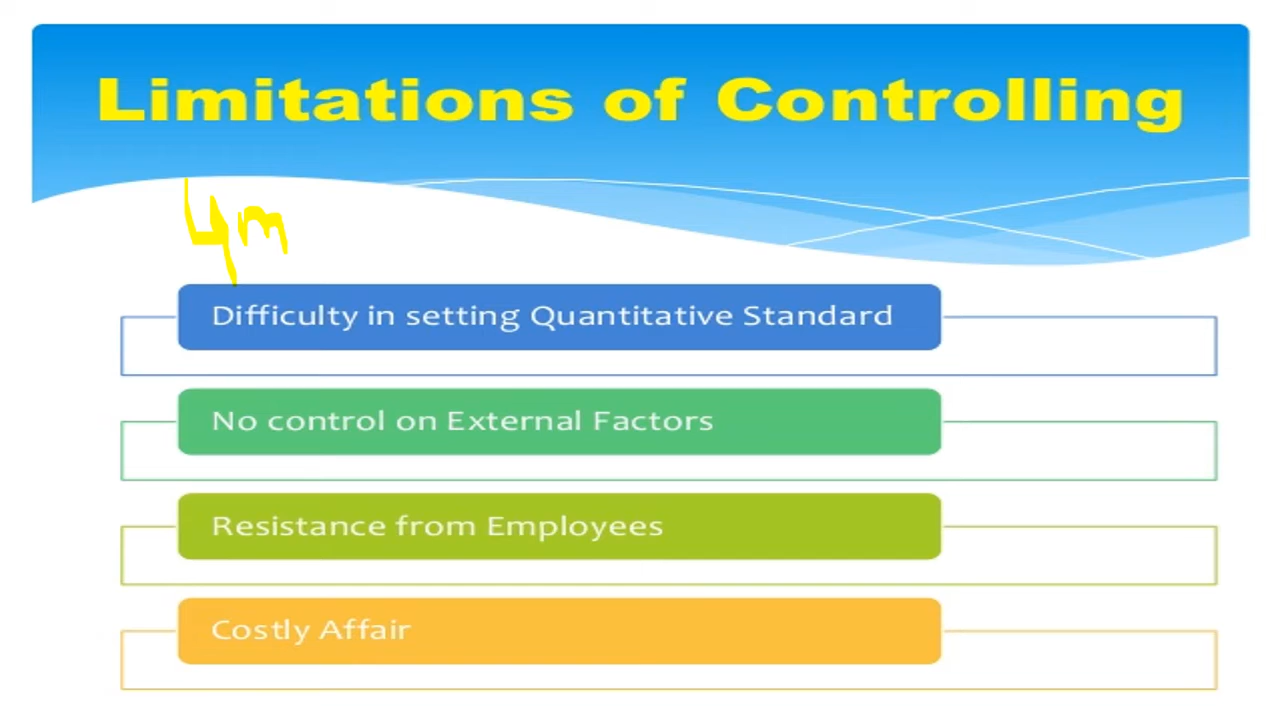 Limitations of Controlling
4m
Difficulty in setting Quantitative Standard
No control on External Factors
Resistance from Employees
Costly Affair